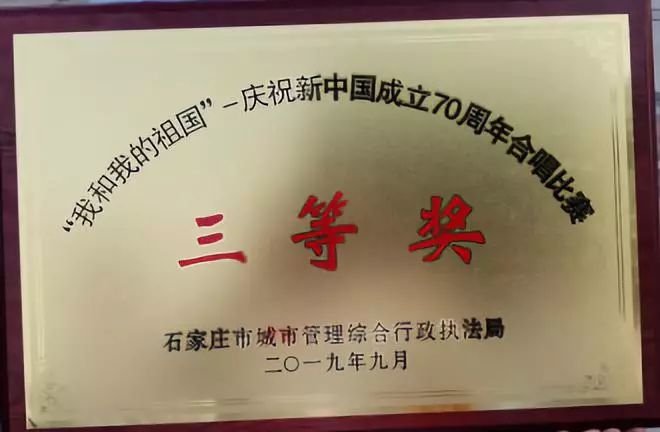 “我和我的祖国”-庆祝新中国成立70周年合唱比赛
三等奖
石家庄市城市管理综合行政执法局
二〇一九年九月